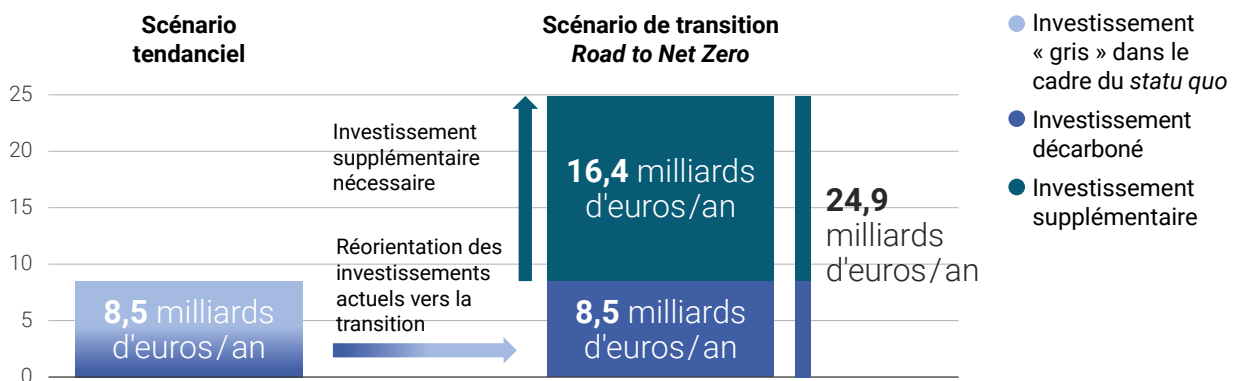 Scénario
tendanciel
Scénario de transition
Road to Net Zero
Investissement
« gris » dans le
cadre du statu quo
Investissement
décarboné
Investissement
supplémentaire
25
20
15
10
5
0
Investissement
supplémentaire
nécessaire
Réorientation des
investissements
actuels vers la
transition
8,5 milliards
d'euros/an
16,4 milliards
d'euros/an
8,5 milliards
d'euros/an
24,9
milliards
d'euros/an